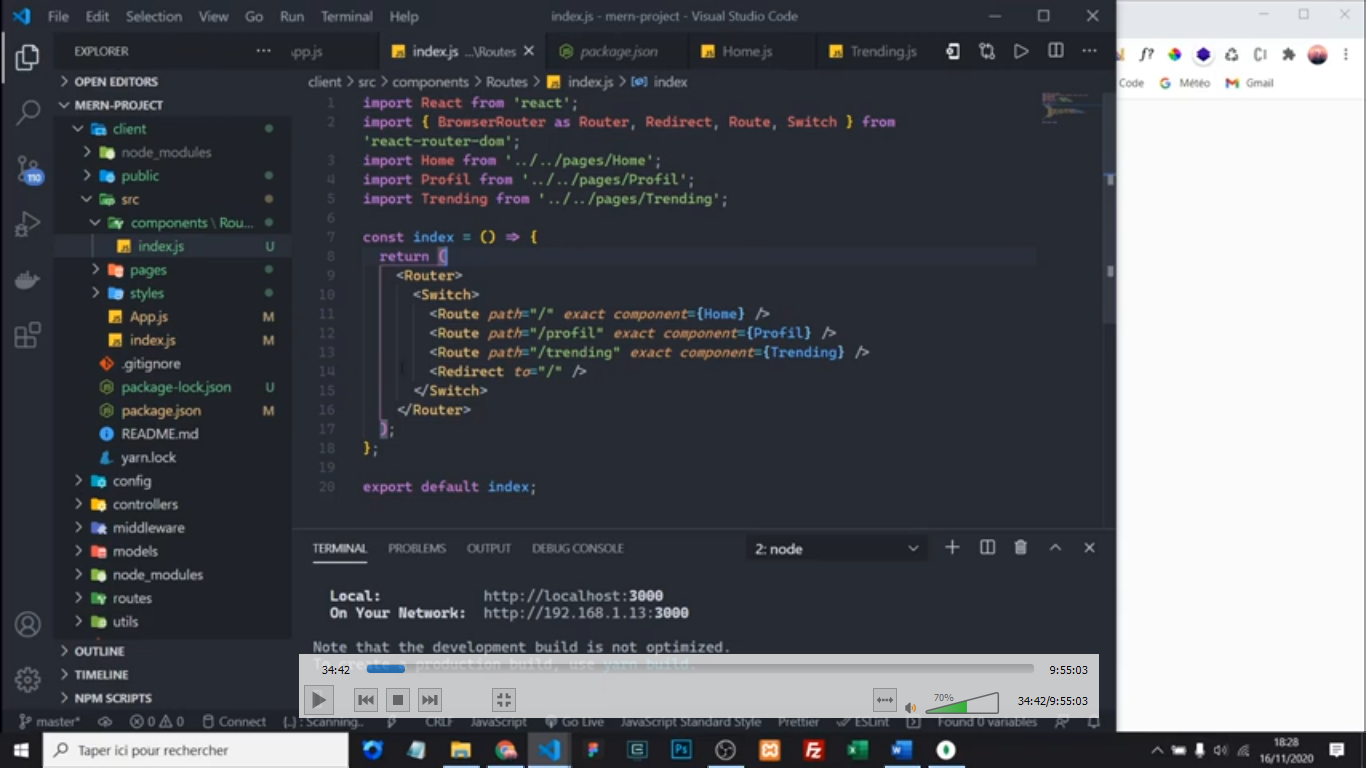 File Edit Selection View Go Run Terminal Help index.js - mern-project - Visual Studio Code
EXPLORER
App.js index.js ...\Routes package.json Home.js Trending.js
client > src > components > Routes > index.js > index
OPEN EDITORS
MERN-PROJECT
client
node_modules
public
src
components \ Rou...
index.js U
pages
styles
App.js M
index.js M
.gitignore
package-lock.json U
package.json M
README.md
yarn.lock
config
controllers
middleware
models
node_modules
routes
utils
OUTLINE
TIMELINE
NPM SCRIPTS
110
1 import React from 'react';
2 import { BrowserRouter as Router, Redirect, Route, Switch } from
'react-router-dom';
3 import Home from '../../pages/Home';
4 import Profil from '../../pages/Profil';
5 import Trending from '../../pages/Trending';
6
7 const index = () => {
8 return (
9 <Router>
10 <Switch>
11 <Route path="/" exact component={Home} />
12 <Route path="/profil" exact component={Profil} />
13 <Route path="/trending" exact component={Trending} />
14 <Redirect to="/" />
15 </Switch>
16 </Router>
17 );
18 };
19
20 export default index;
TERMINAL PROBLEMS OUTPUT DEBUG CONSOLE 2: node
Local: http://localhost:3000
On Your Network: http://192.168.1.13:3000
Note that the development build is not optimized.
To create a production build, use yarn build.
34:42 9:55:03
70% 34:42/9:55:03
master* 0 0 Connect Scanning.. CRLF JavaScript Go Live JavaScript Standard Style Prettier ESLint Found 0 variables
f?
Code Météo Gmail
Taper ici pour rechercher
18:28
16/11/2020